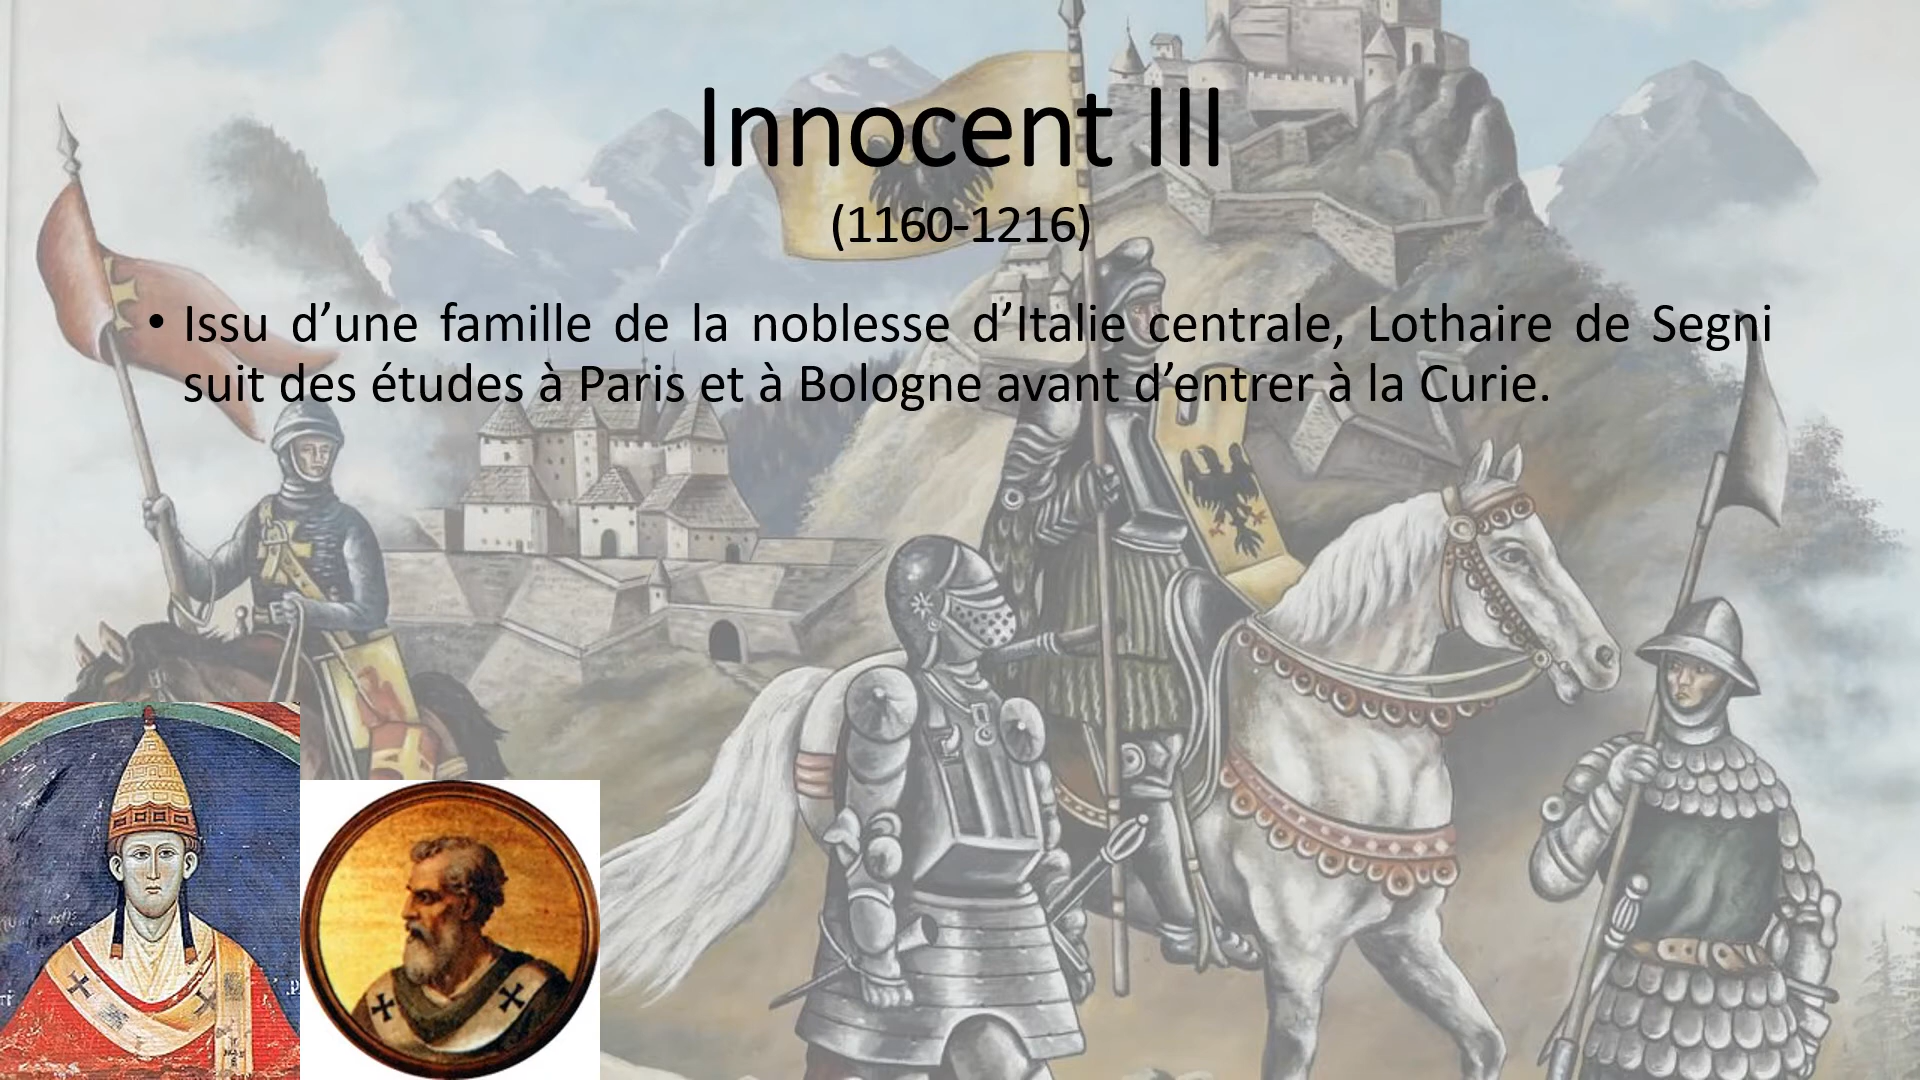 Innocent III
(1160-1216)
• Issu d’une famille de la noblesse d’Italie centrale, Lothaire de Segni
suit des études à Paris et à Bologne avant d’entrer à la Curie.